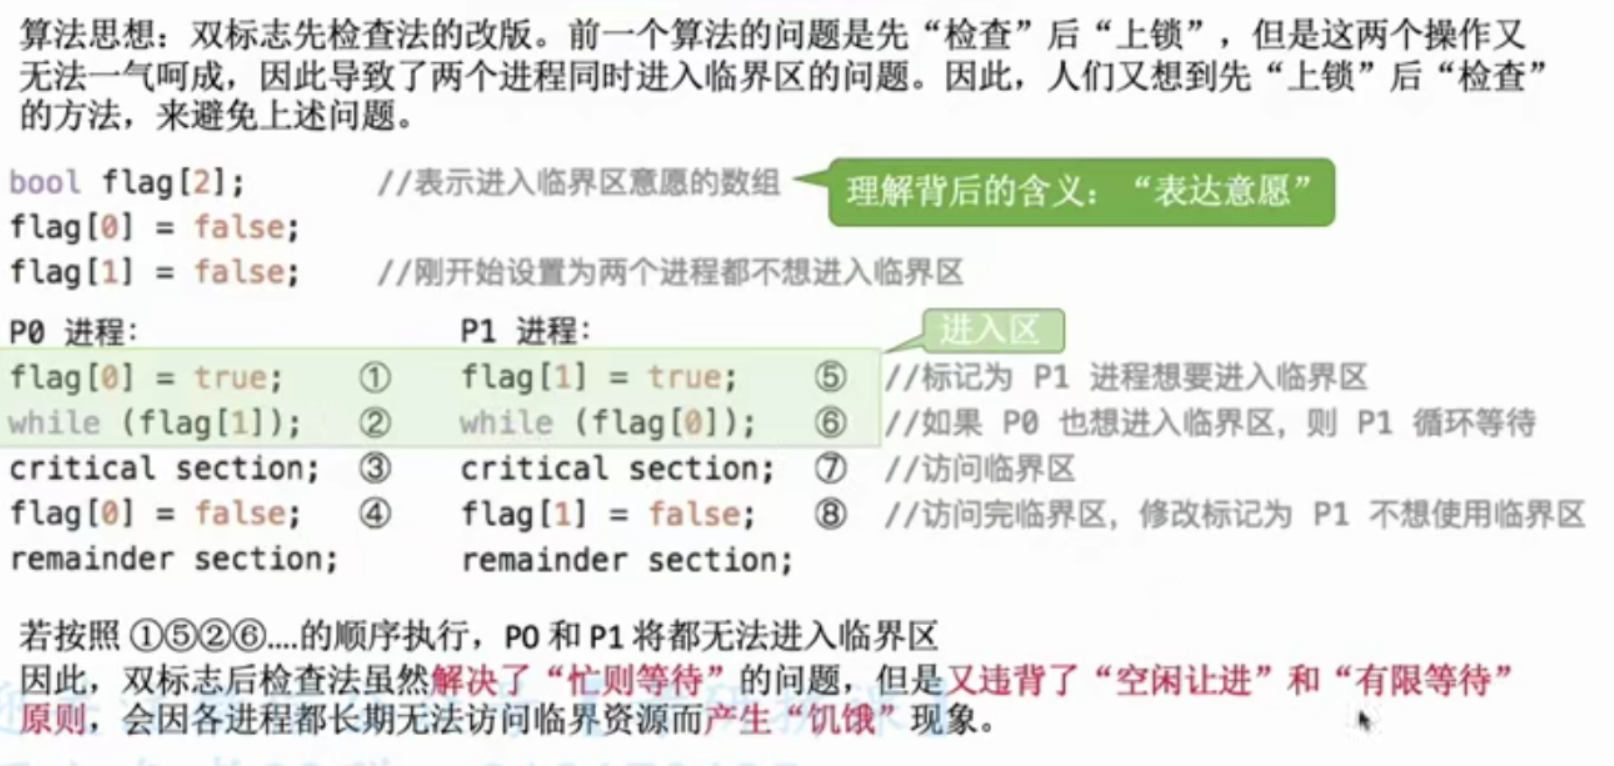 算法思想：双标志先检查法的改版。前一个算法的问题是先“检查”后“上锁”，但是这两个操作又
无法一气呵成，因此导致了两个进程同时进入临界区的问题。因此，人们又想到先“上锁”后“检查”
的方法，来避免上述问题。
bool flag[2]; //表示进入临界区意愿的数组
理解背后的含义：“表达意愿”
flag[0] = false;
flag[1] = false; //刚开始设置为两个进程都不想进入临界区
P0 进程: P1 进程:
进入区
flag[0] = true; ① flag[1] = true; ⑤ //标记为 P1 进程想要进入临界区
while (flag[1]); ② while (flag[0]); ⑥ //如果 P0 也想进入临界区，则 P1 循环等待
critical section; ③ critical section; ⑦ //访问临界区
flag[0] = false; ④ flag[1] = false; ⑧ //访问完临界区，修改标记为 P1 不想使用临界区
remainder section; remainder section;
若按照 ①⑤②⑥....的顺序执行，P0 和 P1 将都无法进入临界区
因此，双标志后检查法虽然解决了“忙则等待”的问题，但是又违背了“空闲让进”和“有限等待”
原则，会因各进程都长期无法访问临界资源而产生“饥饿”现象。